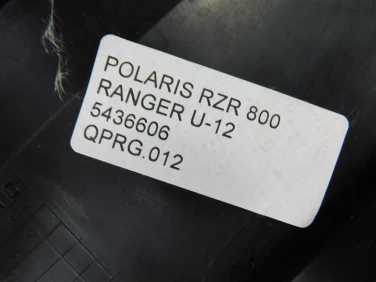 POLARIS RZR 800
RANGER U-12
5436606
QPRG.012